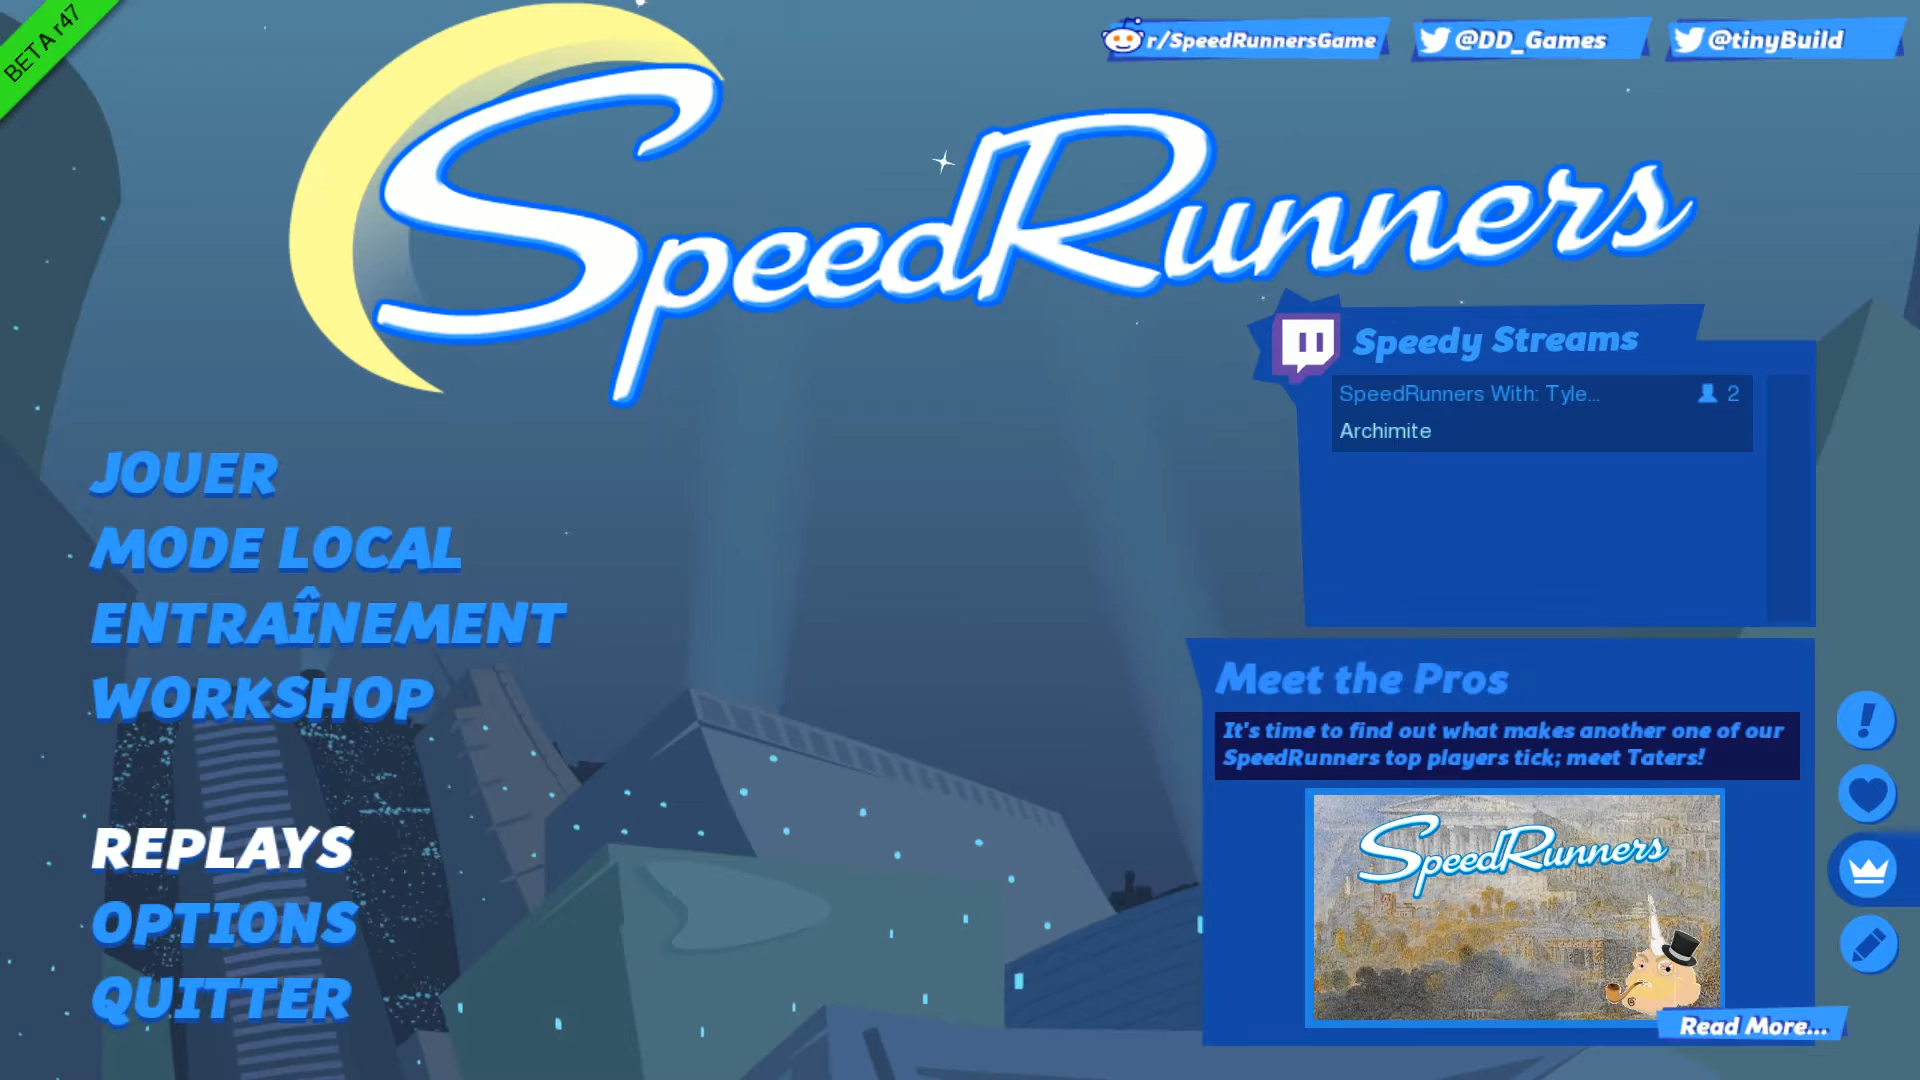 BETA r47
r/SpeedRunnersGame
@DD_Games
@tinyBuild
SpeedRunners
Speedy Streams
SpeedRunners With: Tyle...
2
Archimite
JOUER
MODE LOCAL
ENTRAÎNEMENT
WORKSHOP
REPLAYS
OPTIONS
QUITTER
Meet the Pros
It's time to find out what makes another one of our
SpeedRunners top players tick; meet Taters!
SpeedRunners
Read More...